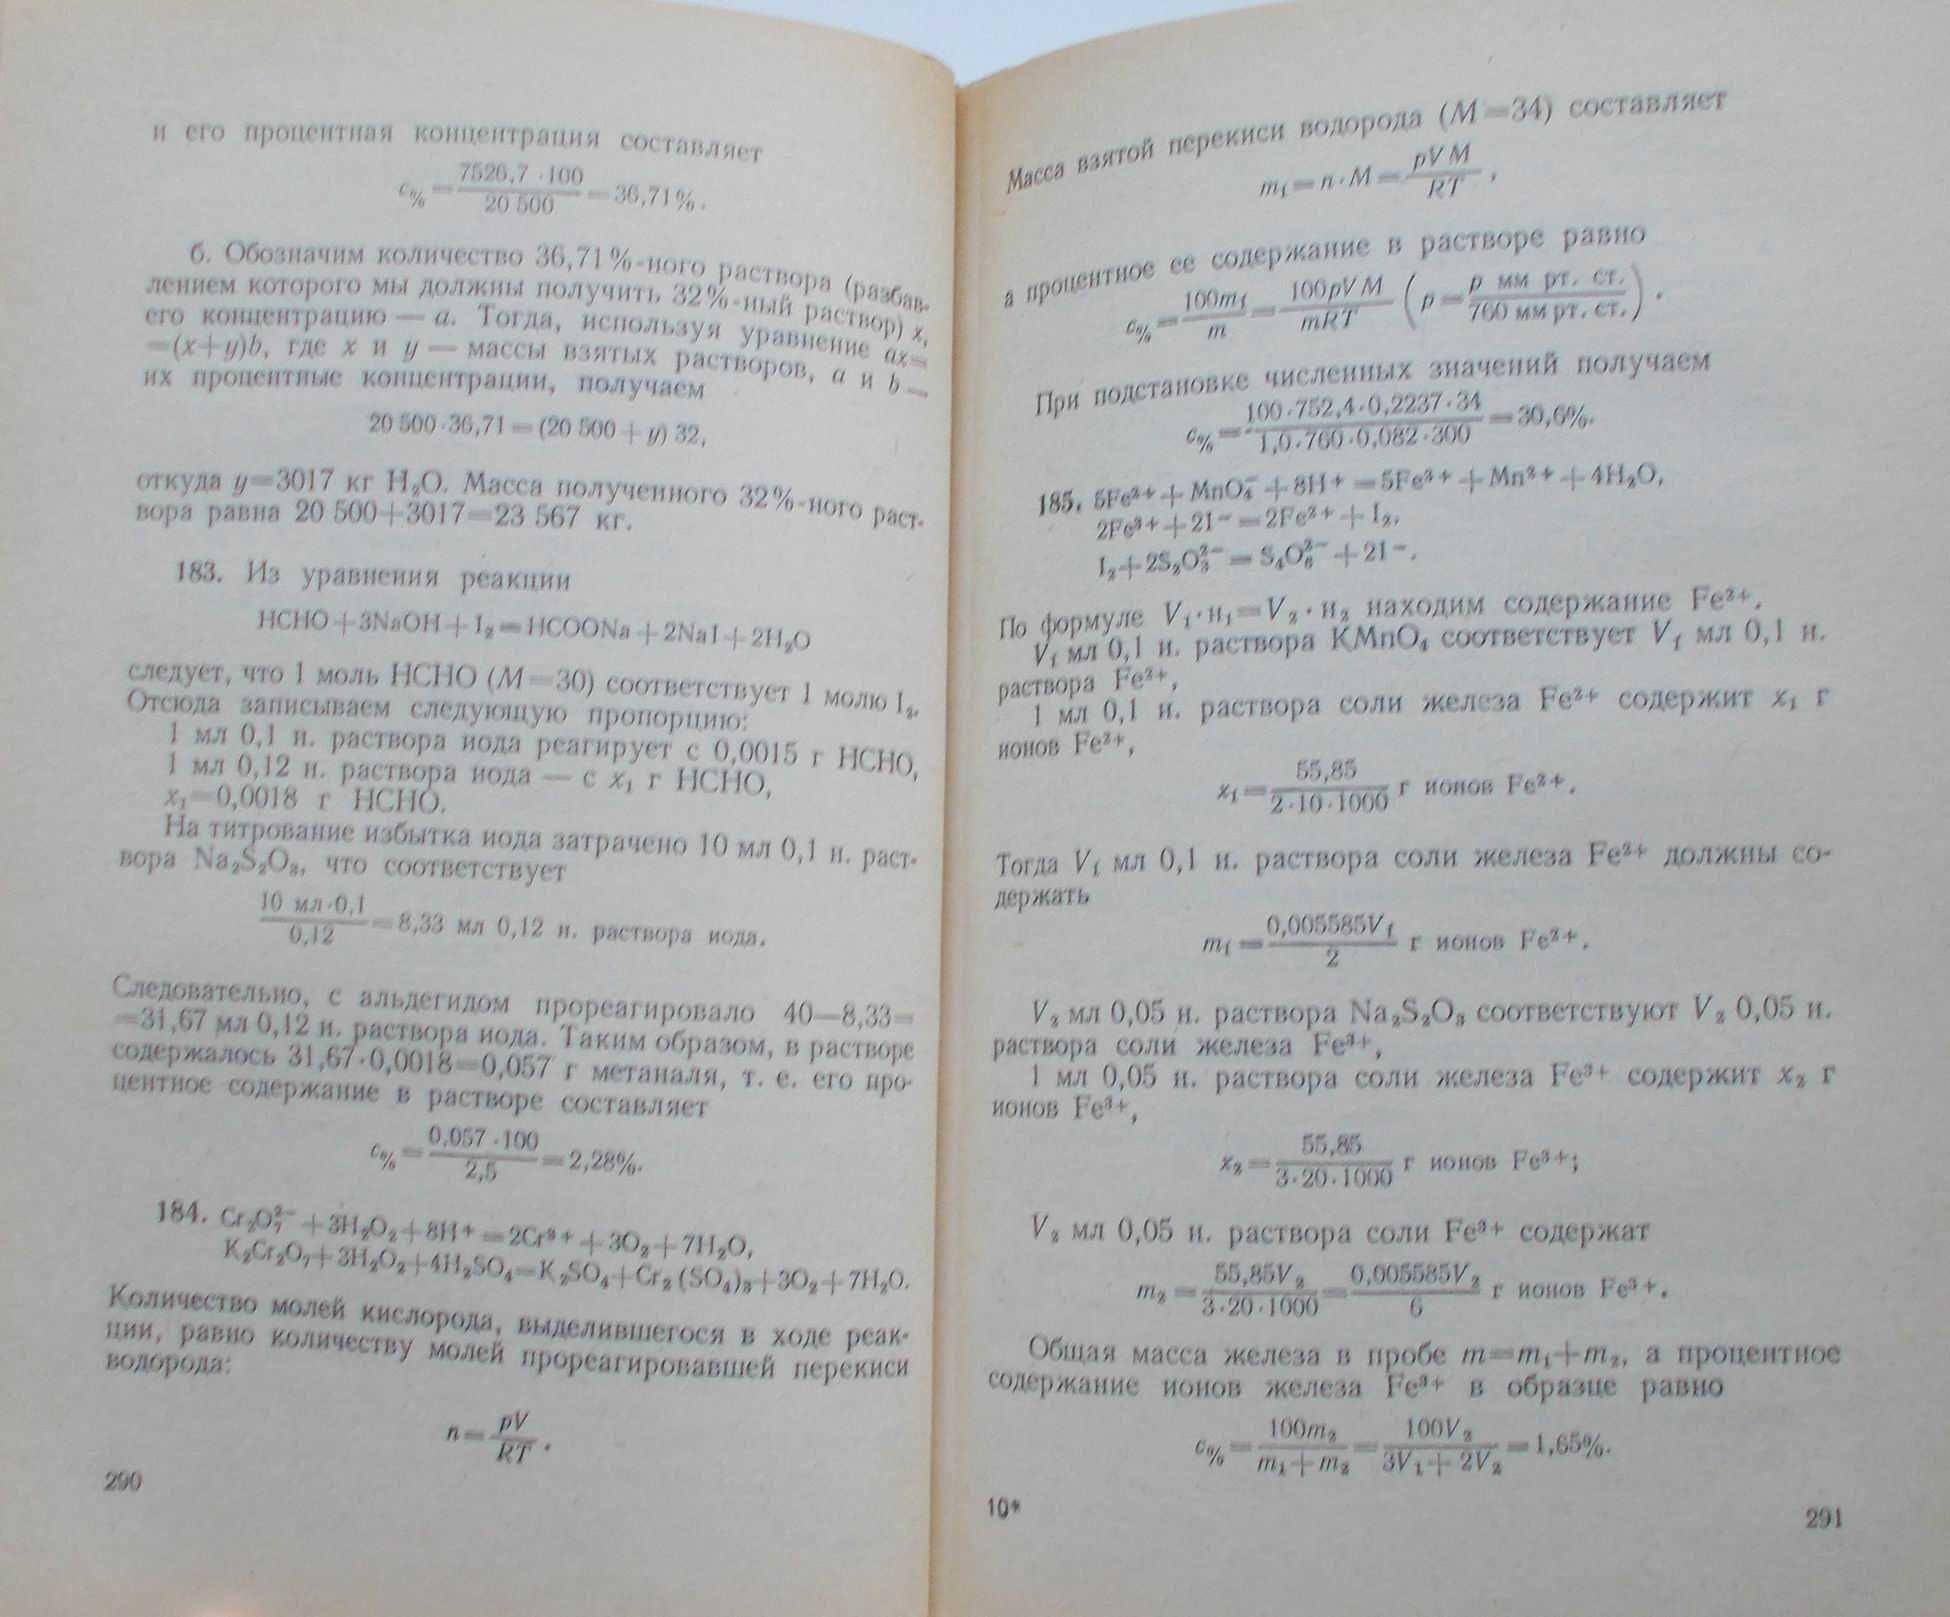 и его процентная концентрация составляет
c% = 7526,7 · 100 / 20 500 = 36,71%.
б. Обозначим количество 36,71%-ного раствора (разбав-
лением которого мы должны получить 32%-ный раствор) x,
его концентрацию — a. Тогда, используя уравнение ax=
=(x+y)b, где x и y — массы взятых растворов, a и b —
их процентные концентрации, получаем
20 500·36,71=(20 500+y) 32,
откуда y=3017 кг H₂O. Масса полученного 32%-ного раст-
вора равна 20 500+3017=23 567 кг.
183. Из уравнения реакции
HCHO+3NaOH+I₂=HCOONa+2NaI+2H₂O
следует, что 1 моль HCHO (M=30) соответствует 1 молю I₂.
Отсюда записываем следующую пропорцию:
1 мл 0,1 н. раствора иода реагирует с 0,0015 г HCHO,
1 мл 0,12 н. раствора иода — с x₁ г HCHO,
x₁=0,0018 г HCHO.
На титрование избытка иода затрачено 10 мл 0,1 н. раст-
вора Na₂S₂O₃, что соответствует
10 мл·0,1 / 0,12 = 8,33 мл 0,12 н. раствора иода.
Следовательно, с альдегидом прореагировало 40—8,33=
=31,67 мл 0,12 н. раствора иода. Таким образом, в растворе
содержалось 31,67·0,0018=0,057 г метаналя, т. е. его про-
центное содержание в растворе составляет
c% = 0,057 · 100 / 2,5 = 2,28%.
184. Cr₂O₇²⁻+3H₂O₂+8H⁺=2Cr³⁺+3O₂+7H₂O,
K₂Cr₂O₇+3H₂O₂+4H₂SO₄=K₂SO₄+Cr₂(SO₄)₃+3O₂+7H₂O.
Количество молей кислорода, выделившегося в ходе реак-
ции, равно количеству молей прореагировавшей перекиси
водорода:
n = pV / RT .
290
Масса взятой перекиси водорода (M=34) составляет
m₁=n·M= pVM / RT ,
а процентное ее содержание в растворе равно
c% = 100m₁ / m = 100pVM / mRT (p = p мм рт. ст. / 760 мм рт. ст.) .
При подстановке численных значений получаем
c% = 100·752,4·0,2237·34 / 1,0·760·0,082·300 = 30,6%.
185. 5Fe²⁺+MnO₄⁻+8H⁺=5Fe³⁺+Mn²⁺+4H₂O,
2Fe³⁺+2I⁻=2Fe²⁺+I₂,
I₂+2S₂O₃²⁻=S₄O₆²⁻+2I⁻.
По формуле V₁·н₁=V₂·н₂ находим содержание Fe²⁺.
V₁ мл 0,1 н. раствора KMnO₄ соответствует V₁ мл 0,1 н.
раствора Fe²⁺,
1 мл 0,1 н. раствора соли железа Fe²⁺ содержит x₁ г
ионов Fe²⁺,
x₁ = 55,85 / 2·10·1000 г ионов Fe²⁺.
Тогда V₁ мл 0,1 н. раствора соли железа Fe²⁺ должны со-
держать
m₁ = 0,005585V₁ / 2 г ионов Fe²⁺.
V₂ мл 0,05 н. раствора Na₂S₂O₃ соответствуют V₂ 0,05 н.
раствора соли железа Fe³⁺,
1 мл 0,05 н. раствора соли железа Fe³⁺ содержит x₂ г
ионов Fe³⁺,
x₂ = 55,85 / 3·20·1000 г ионов Fe³⁺;
V₂ мл 0,05 н. раствора соли Fe³⁺ содержат
m₂ = 55,85V₂ / 3·20·1000 = 0,005585V₂ / 6 г ионов Fe³⁺.
Общая масса железа в пробе m=m₁+m₂, а процентное
содержание ионов железа Fe³⁺ в образце равно
c% = 100m₂ / m₁+m₂ = 100V₂ / 3V₁+2V₂ = 1,65%.
10*
291